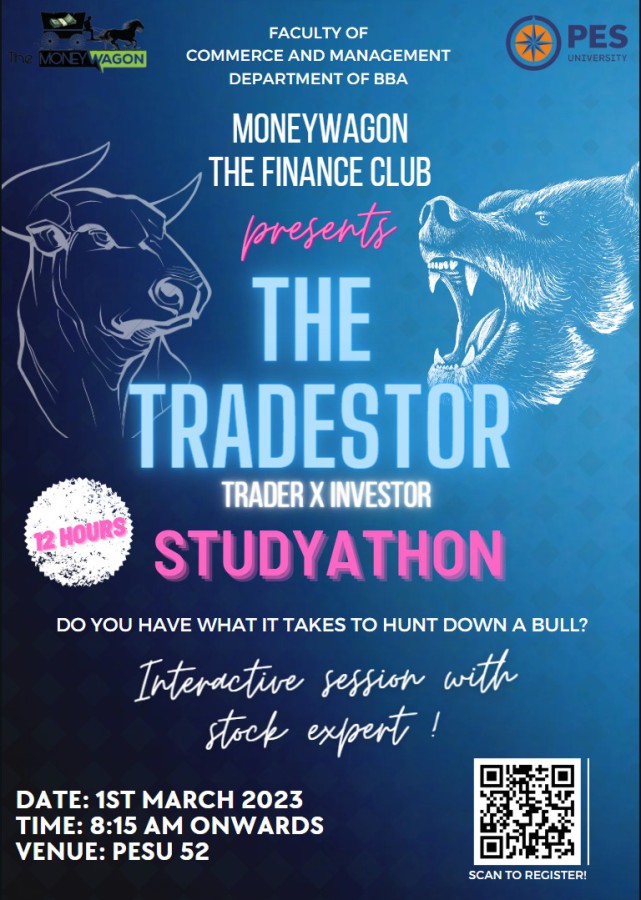 The MONEYWAGON
FACULTY OF
COMMERCE AND MANAGEMENT
DEPARTMENT OF BBA
PES
UNIVERSITY
MONEYWAGON
THE FINANCE CLUB
presents
THE
TRADESTOR
TRADER X INVESTOR
12 HOURS
STUDYATHON
DO YOU HAVE WHAT IT TAKES TO HUNT DOWN A BULL?
Interactive session with
stock expert !
DATE: 1ST MARCH 2023
TIME: 8:15 AM ONWARDS
VENUE: PESU 52
SCAN TO REGISTER!